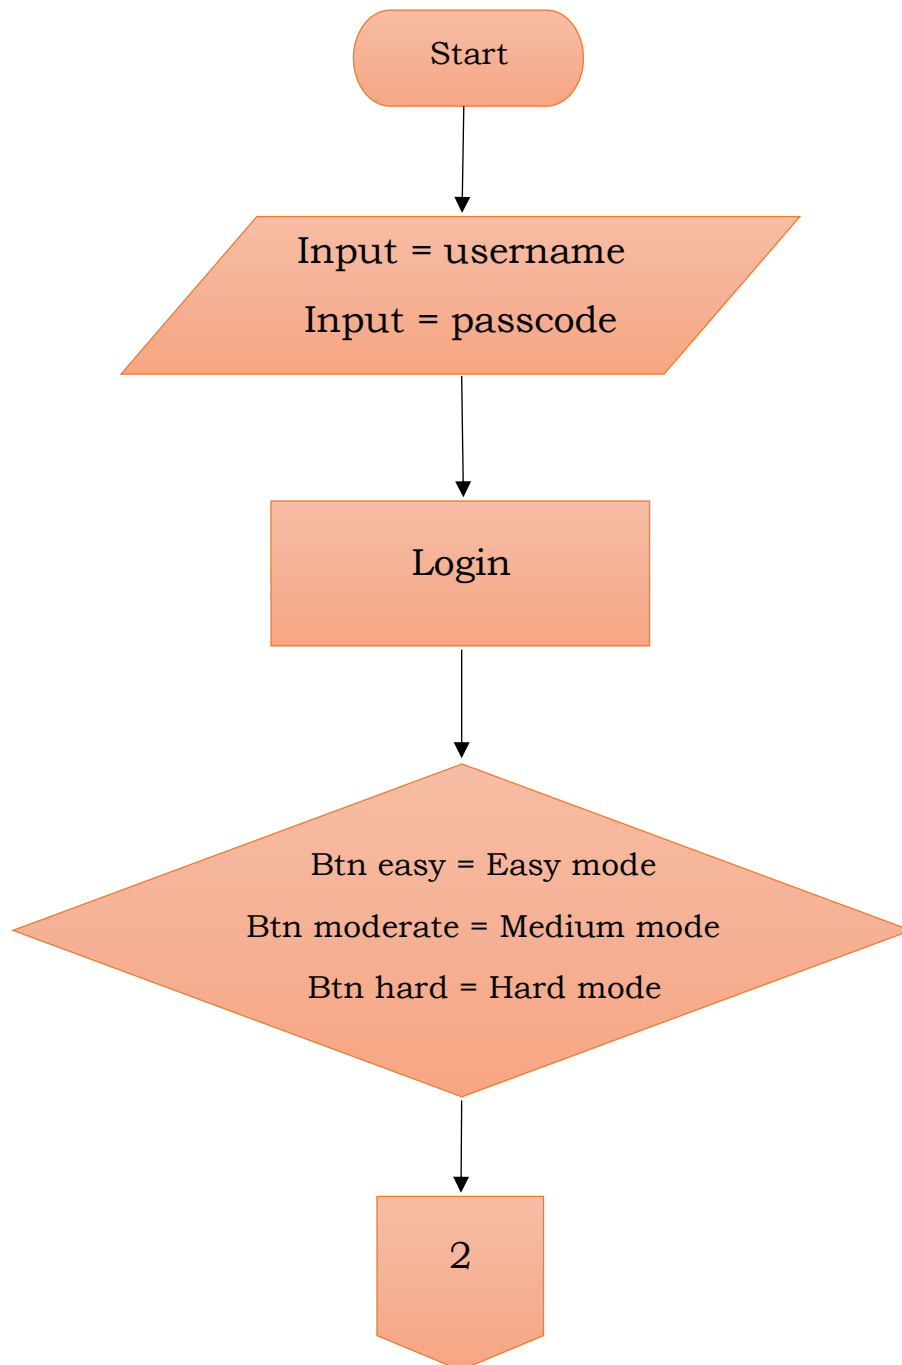 Start
Input = username
Input = passcode
Login
Btn easy = Easy mode
Btn moderate = Medium mode
Btn hard = Hard mode
2